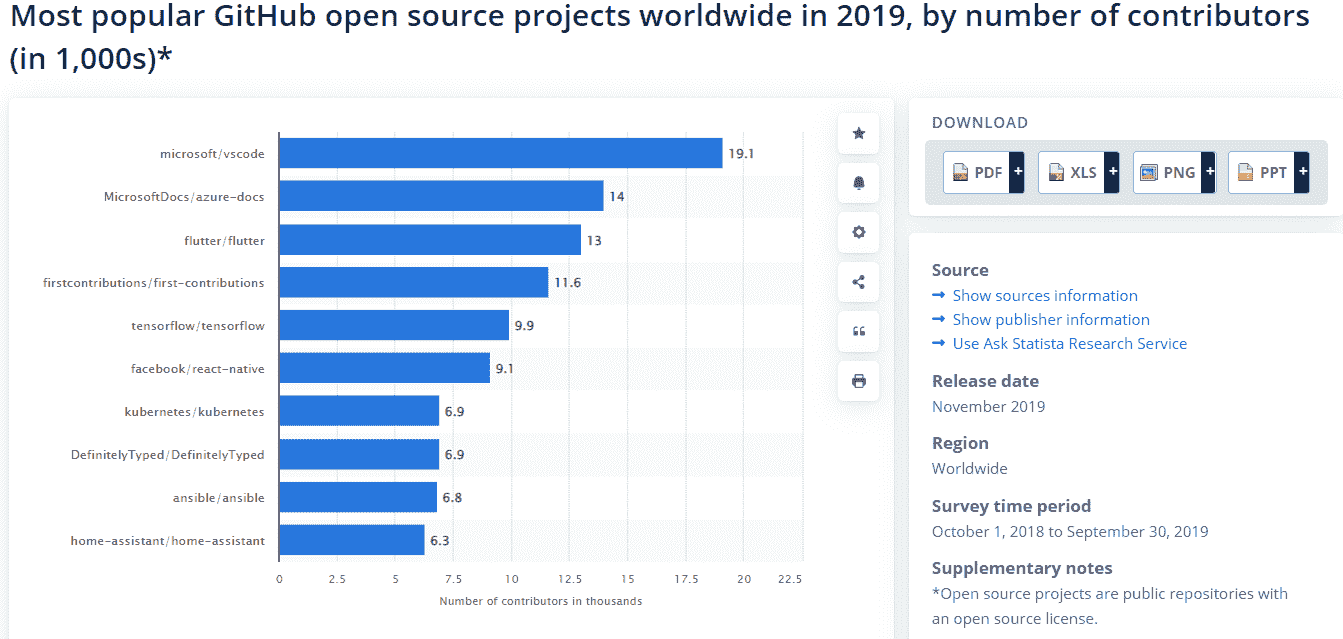 Most popular GitHub open source projects worldwide in 2019, by number of contributors
(in 1,000s)*
microsoft/vscode 19.1
MicrosoftDocs/azure-docs 14
flutter/flutter 13
firstcontributions/first-contributions 11.6
tensorflow/tensorflow 9.9
facebook/react-native 9.1
kubernetes/kubernetes 6.9
DefinitelyTyped/DefinitelyTyped 6.9
ansible/ansible 6.8
home-assistant/home-assistant 6.3
0 2.5 5 7.5 10 12.5 15 17.5 20 22.5
Number of contributors in thousands
DOWNLOAD
PDF + XLS + PNG + PPT +
Source
→ Show sources information
→ Show publisher information
→ Use Ask Statista Research Service
Release date
November 2019
Region
Worldwide
Survey time period
October 1, 2018 to September 30, 2019
Supplementary notes
*Open source projects are public repositories with
an open source license.